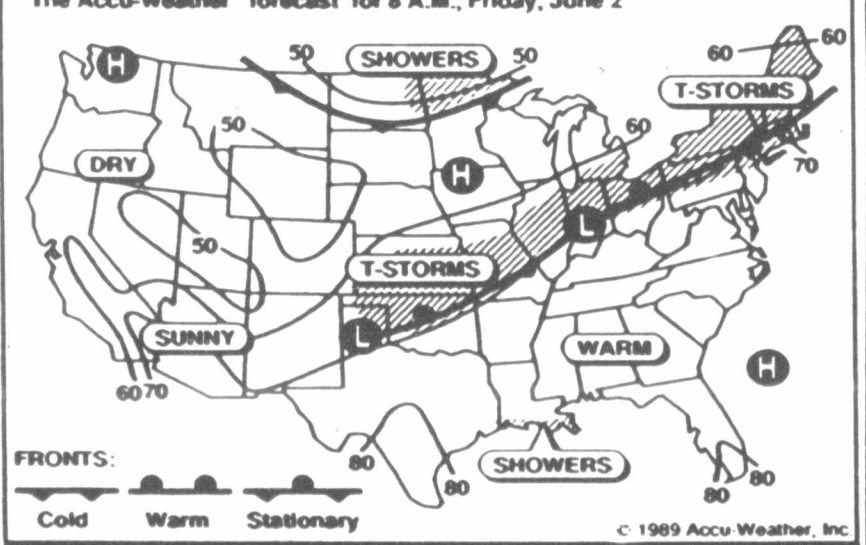 The Accu-Weather forecast for 8 A.M., Friday, June 2
50 SHOWERS 50
60 60
H
T-STORMS
50
60
DRY
H
70
50
L
T-STORMS
SUNNY
L
WARM
H
60 70
80
80
SHOWERS
80
80
FRONTS:
Cold Warm Stationary
© 1989 Accu-Weather, Inc